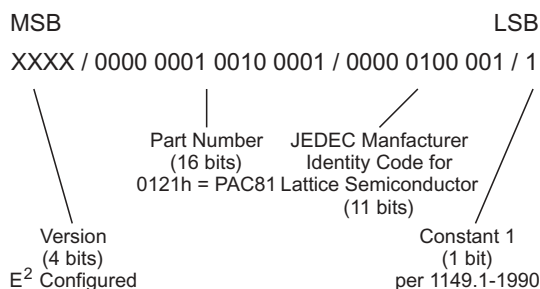 MSB LSB
XXXX / 0000 0001 0010 0001 / 0000 0100 001 / 1
Part Number
(16 bits)
0121h = PAC81
JEDEC Manfacturer
Identity Code for
Lattice Semiconductor
(11 bits)
Version
(4 bits)
E² Configured
Constant 1
(1 bit)
per 1149.1-1990